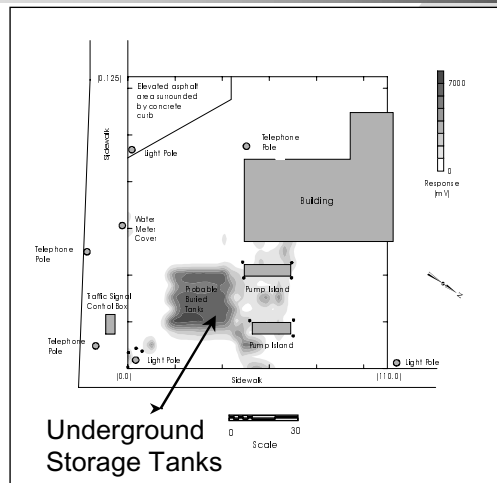 (0.125)
7000
Elevated asphalt
area surrounded
by concrete
curb
Sidewalk
Telephone
Pole
Light Pole
0
Response
(mV)
Building
Water
Meter
Cover
Telephone
Pole
N
Probable
Buried
Tanks
Pump Island
Traffic Signal
Control Box
Telephone
Pole
Pump Island
Light Pole
Light Pole
(0.0)
Sidewalk
(110.0)
Underground
Storage Tanks
0 30
Scale